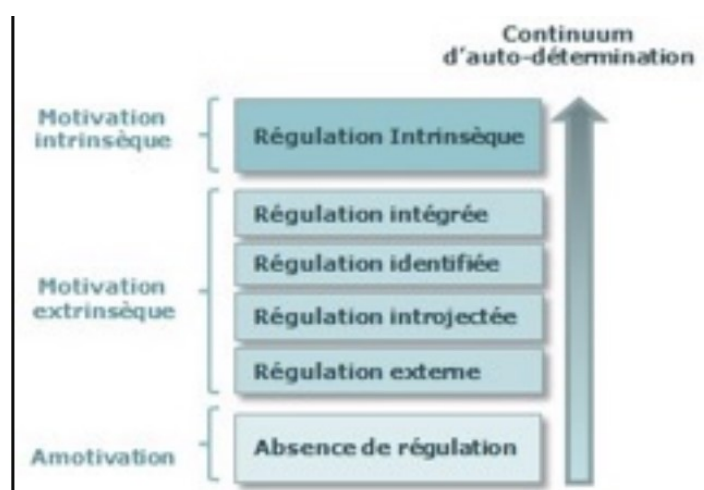 Continuum
d'auto-détermination
Motivation
intrinsèque
Régulation Intrinsèque
Régulation intégrée
Régulation identifiée
Motivation
extrinsèque
Régulation introjectée
Régulation externe
Amotivation
Absence de régulation